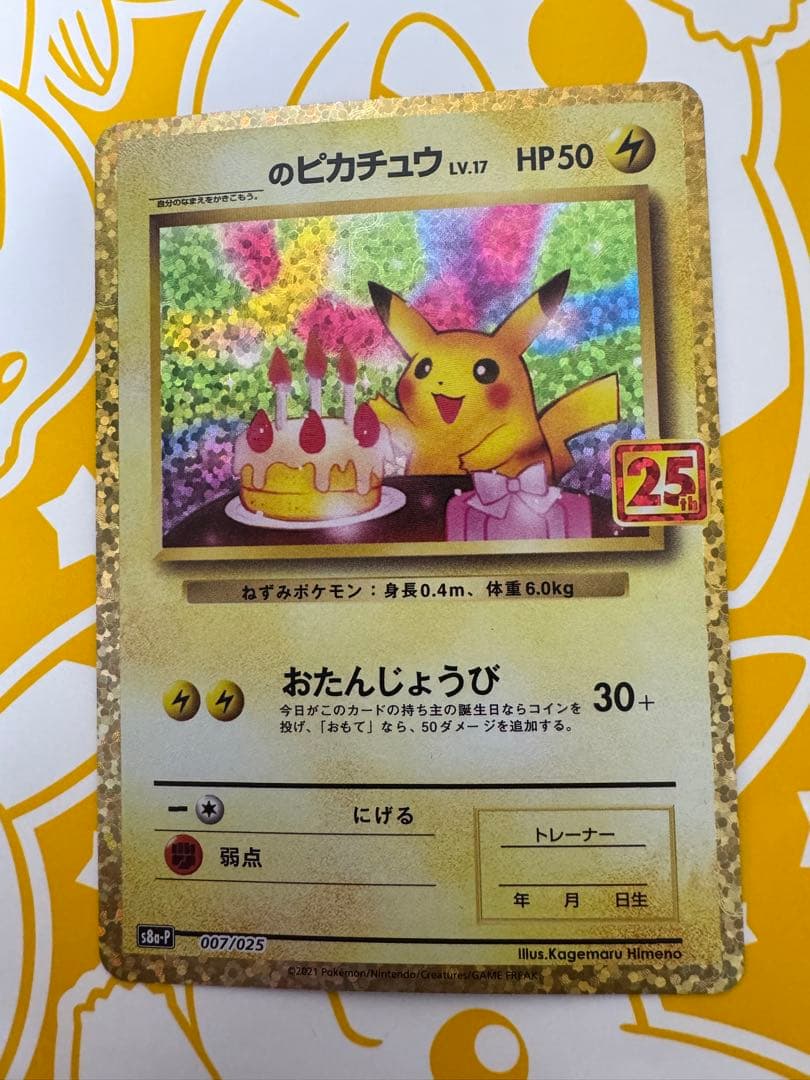 のピカチュウ LV.17 HP50
自分のなまえをかきこもう。
25th
ねずみポケモン：身長0.4m、体重6.0kg
おたんじょうび 30+
今日がこのカードの持ち主の誕生日ならコインを
投げ、「おもて」なら、50ダメージを追加する。
ー にげる
弱点
トレーナー
年 月 日生
s8a-P 007/025
Illus.Kagemaru Himeno
©2021 Pokémon/Nintendo/Creatures/GAME FREAK